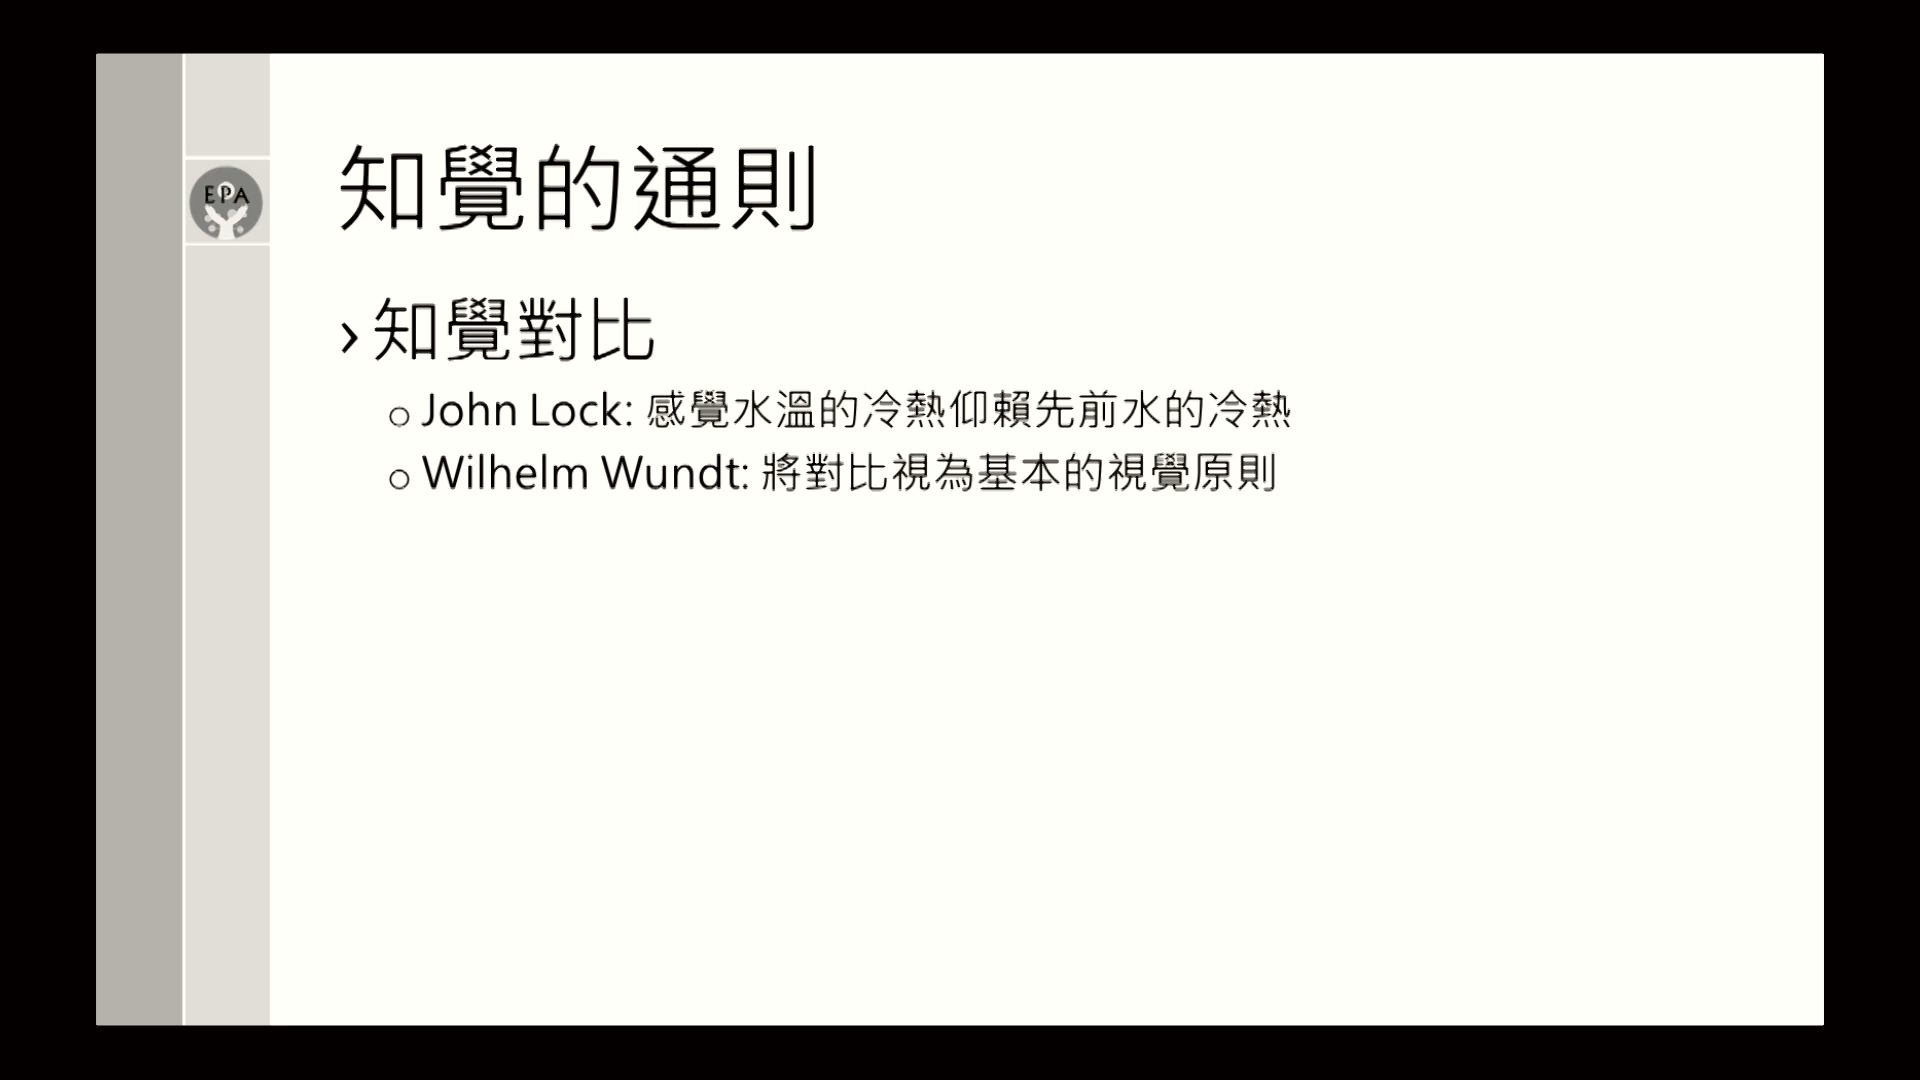 EPA
知覺的通則
› 知覺對比
o John Lock: 感覺水溫的冷熱仰賴先前水的冷熱
o Wilhelm Wundt: 將對比視為基本的視覺原則